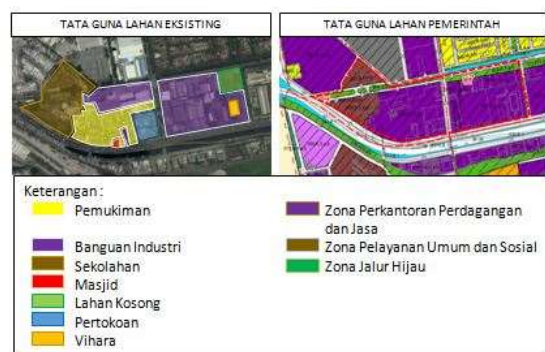 TATA GUNA LAHAN EKSISTING
TATA GUNA LAHAN PEMERINTAH
Keterangan :
Pemukiman
Banguan Industri
Sekolahan
Masjid
Lahan Kosong
Pertokoan
Vihara
Zona Perkantoran Perdagangan
dan Jasa
Zona Pelayanan Umum dan Sosial
Zona Jalur Hijau